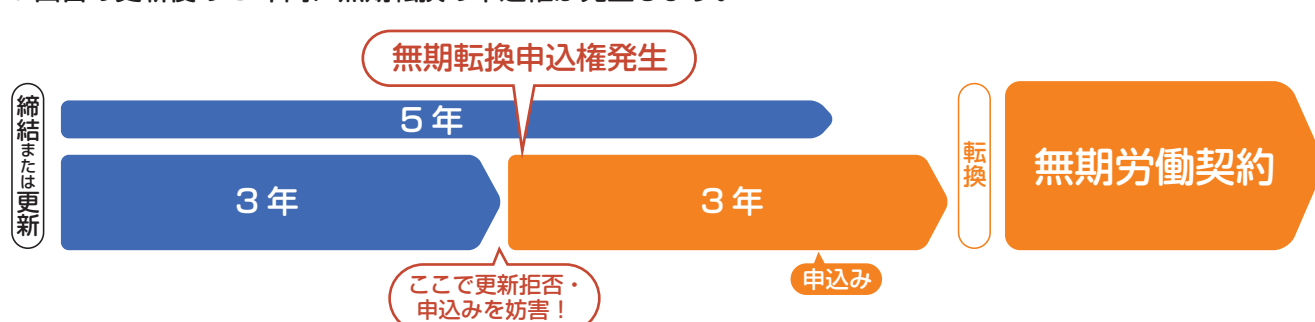 無期転換申込権発生
締結または更新
5年
3年
3年
転換
無期労働契約
ここで更新拒否・
申込みを妨害！
申込み